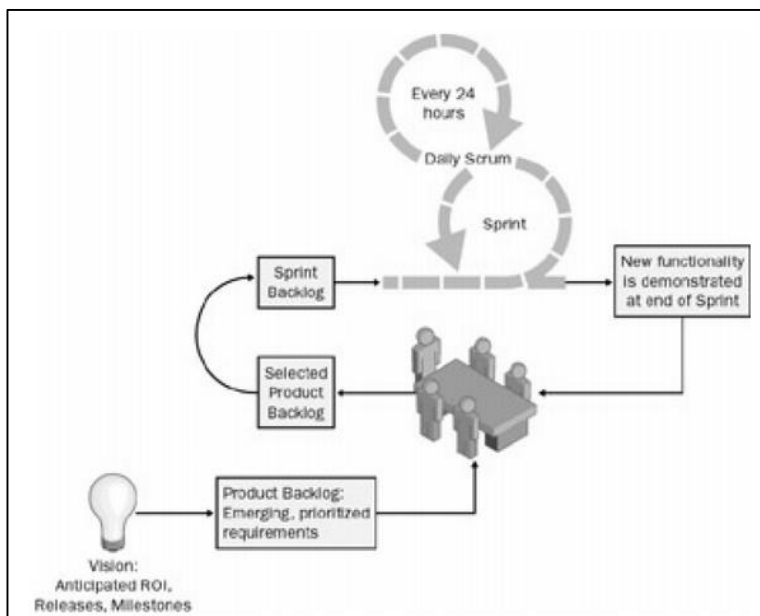 Every 24
hours
Daily Scrum
Sprint
Sprint
Backlog
New functionality
is demonstrated
at end of Sprint
Selected
Product
Backlog
Product Backlog:
Emerging, prioritized
requirements
Vision:
Anticipated ROI,
Releases, Milestones